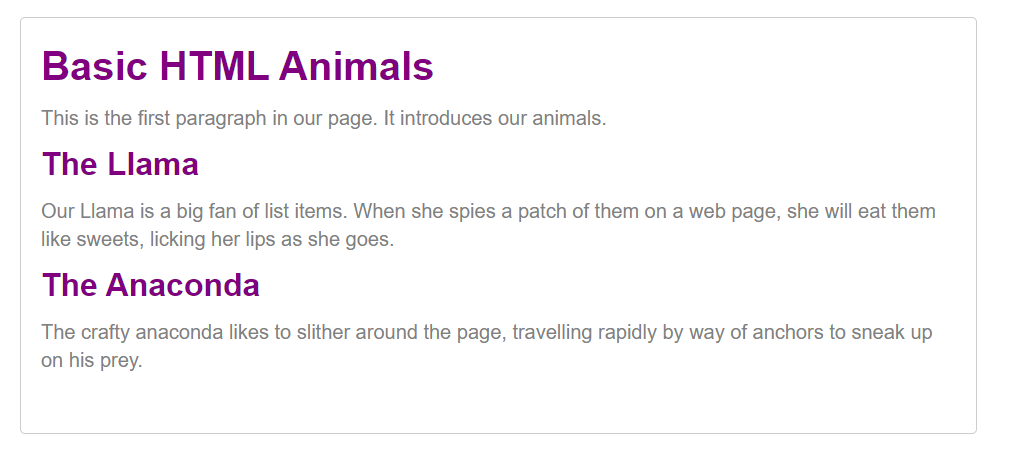 Basic HTML Animals
This is the first paragraph in our page. It introduces our animals.
The Llama
Our Llama is a big fan of list items. When she spies a patch of them on a web page, she will eat them
like sweets, licking her lips as she goes.
The Anaconda
The crafty anaconda likes to slither around the page, travelling rapidly by way of anchors to sneak up
on his prey.